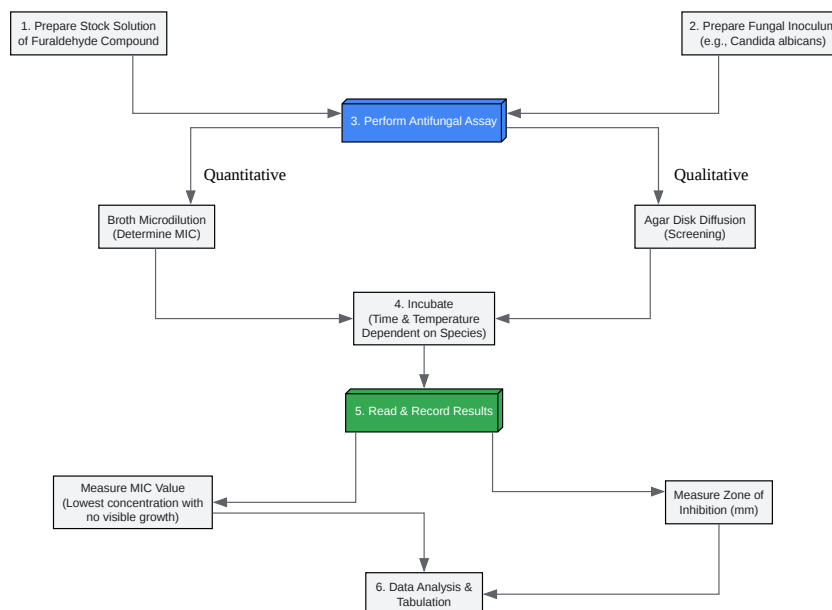 1. Prepare Stock Solution
of Furaldehyde Compound
2. Prepare Fungal Inoculum
(e.g., Candida albicans)
3. Perform Antifungal Assay
Quantitative
Qualitative
Broth Microdilution
(Determine MIC)
Agar Disk Diffusion
(Screening)
4. Incubate
(Time & Temperature
Dependent on Species)
5. Read & Record Results
Measure MIC Value
(Lowest concentration with
no visible growth)
Measure Zone of
Inhibition (mm)
6. Data Analysis &
Tabulation